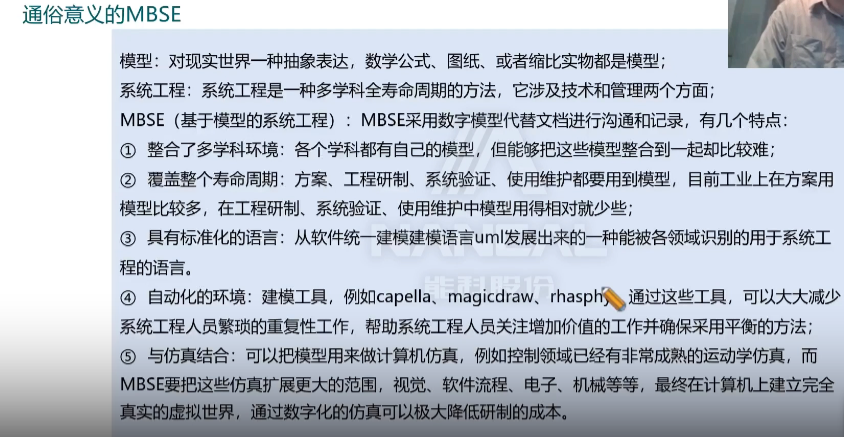 通俗意义的MBSE
模型：对现实世界一种抽象表达，数学公式、图纸、或者缩比实物都是模型；
系统工程：系统工程是一种多学科全寿命周期的方法，它涉及技术和管理两个方面；
MBSE（基于模型的系统工程）：MBSE采用数字模型代替文档进行沟通和记录，有几个特点：
① 整合了多学科环境：各个学科都有自己的模型，但能够把这些模型整合到一起却比较难；
② 覆盖整个寿命周期：方案、工程研制、系统验证、使用维护都要用到模型，目前工业上在方案用
模型比较多，在工程研制、系统验证、使用维护中模型用得相对就少些；
③ 具有标准化的语言：从软件统一建模建模语言uml发展出来的一种能被各领域识别的用于系统工
程的语言。
④ 自动化的环境：建模工具，例如capella、magicdraw、rhasphy 通过这些工具，可以大大减少
系统工程人员繁琐的重复性工作，帮助系统工程人员关注增加价值的工作并确保采用平衡的方法；
⑤ 与仿真结合：可以把模型用来做计算机仿真，例如控制领域已经有非常成熟的运动学仿真，而
MBSE要把这些仿真扩展更大的范围，视觉、软件流程、电子、机械等等，最终在计算机上建立完全
真实的虚拟世界，通过数字化的仿真可以极大降低研制的成本。
能科股份